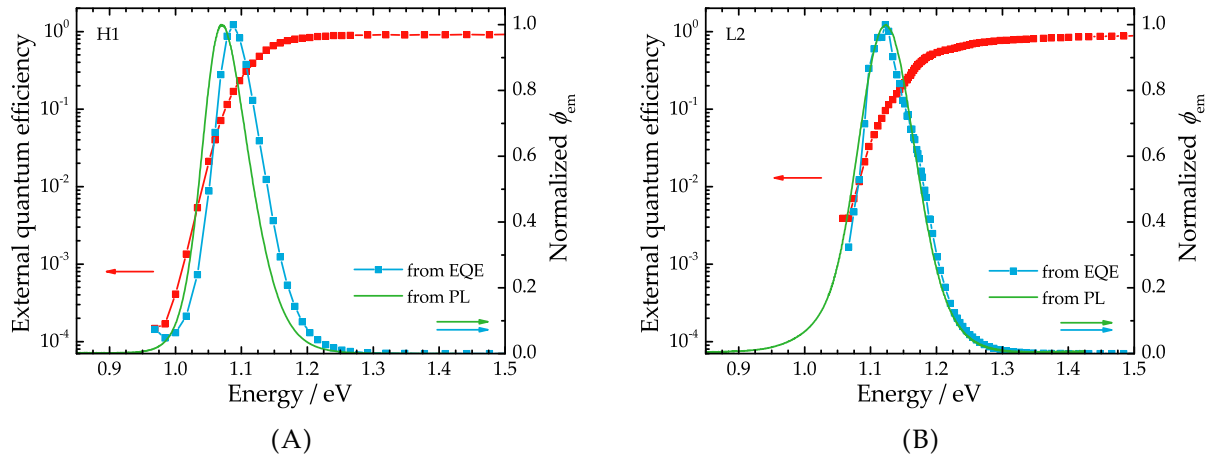 H1
External quantum efficiency
10⁰
10⁻¹
10⁻²
10⁻³
10⁻⁴
0.9 1.0 1.1 1.2 1.3 1.4 1.5
Energy / eV
1.0
0.8
0.6
0.4
0.2
0.0
Normalized ϕem
from EQE
from PL
(A)
L2
External quantum efficiency
10⁰
10⁻¹
10⁻²
10⁻³
10⁻⁴
0.9 1.0 1.1 1.2 1.3 1.4 1.5
Energy / eV
1.0
0.8
0.6
0.4
0.2
0.0
Normalized ϕem
from EQE
from PL
(B)